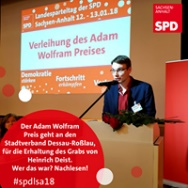 SACHSEN-
ANHALT
SPD
Landesparteitag der SPD
Sachsen-Anhalt 12. - 13.01.18
Verleihung des Adam
Wolfram Preises
Demokratie
Fortschritt
Der Adam Wolfram
Preis geht an den
Stadtverband Dessau-Roßlau,
für die Erhaltung des Grabs von
Heinrich Deist.
Wer das war? Nachlesen!
#spdlsa18